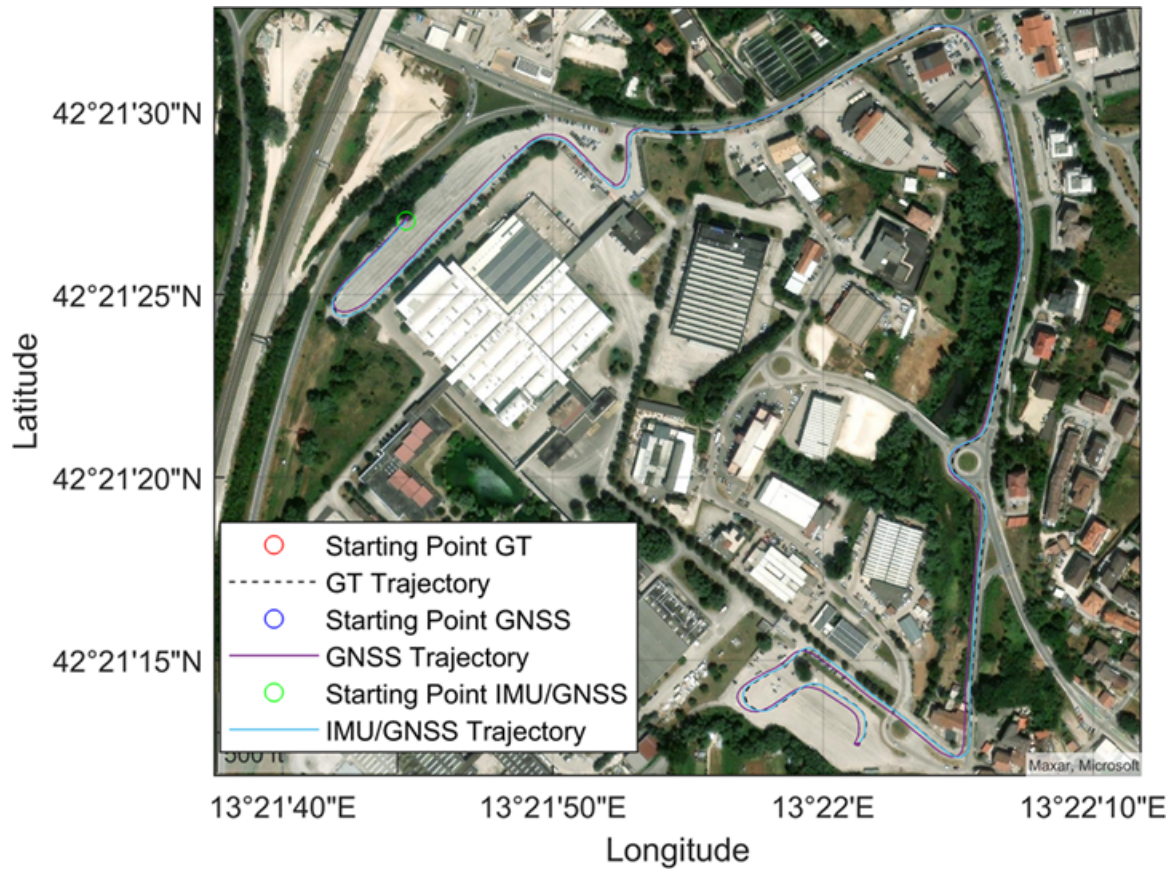 42°21'30"N
42°21'25"N
42°21'20"N
42°21'15"N
Latitude
Starting Point GT
GT Trajectory
Starting Point GNSS
GNSS Trajectory
Starting Point IMU/GNSS
IMU/GNSS Trajectory
500 ft
Maxar, Microsoft
13°21'40"E
13°21'50"E
13°22'E
13°22'10"E
Longitude